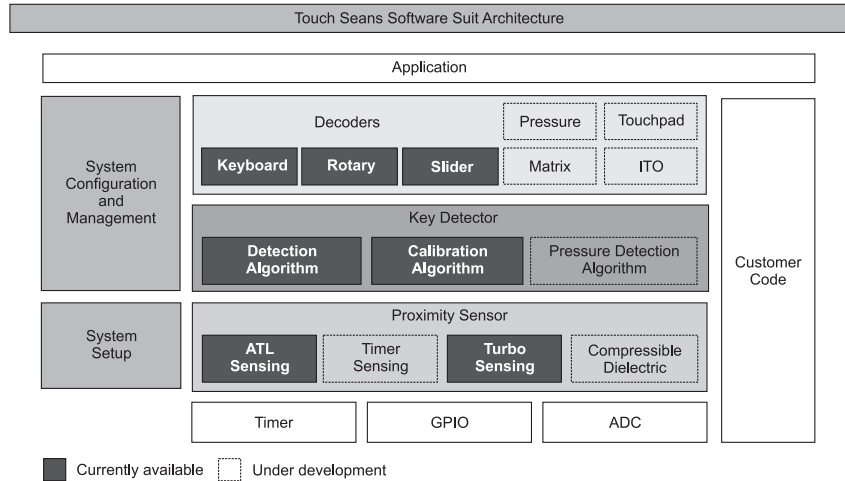 Touch Seans Software Suit Architecture
Application
System
Configuration
and
Management
Decoders
Pressure
Touchpad
Keyboard
Rotary
Slider
Matrix
ITO
Key Detector
Detection
Algorithm
Calibration
Algorithm
Pressure Detection
Algorithm
Customer
Code
System
Setup
Proximity Sensor
ATL
Sensing
Timer
Sensing
Turbo
Sensing
Compressible
Dielectric
Timer
GPIO
ADC
Currently available
Under development